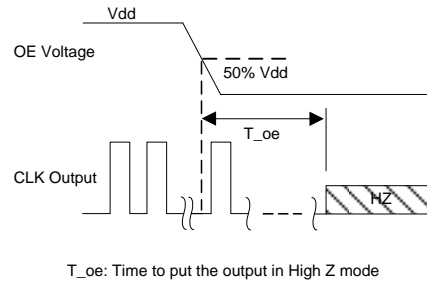 Vdd
OE Voltage
50% Vdd
T_oe
CLK Output
HZ
T_oe: Time to put the output in High Z mode